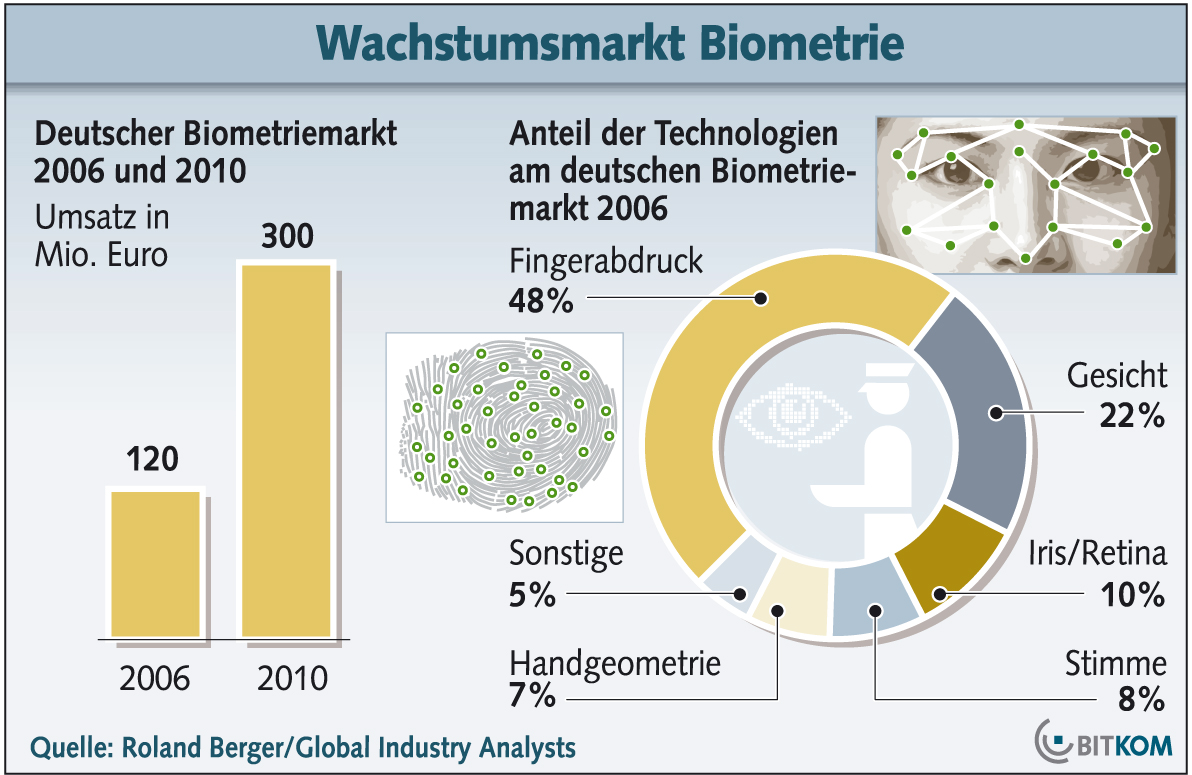 Wachstumsmarkt Biometrie
Deutscher Biometriemarkt
2006 und 2010
Umsatz in
Mio. Euro
120
300
2006
2010
Anteil der Technologien
am deutschen Biometrie-
markt 2006
Fingerabdruck
48%
Gesicht
22%
Iris/Retina
10%
Stimme
8%
Handgeometrie
7%
Sonstige
5%
Quelle: Roland Berger/Global Industry Analysts
BITKOM